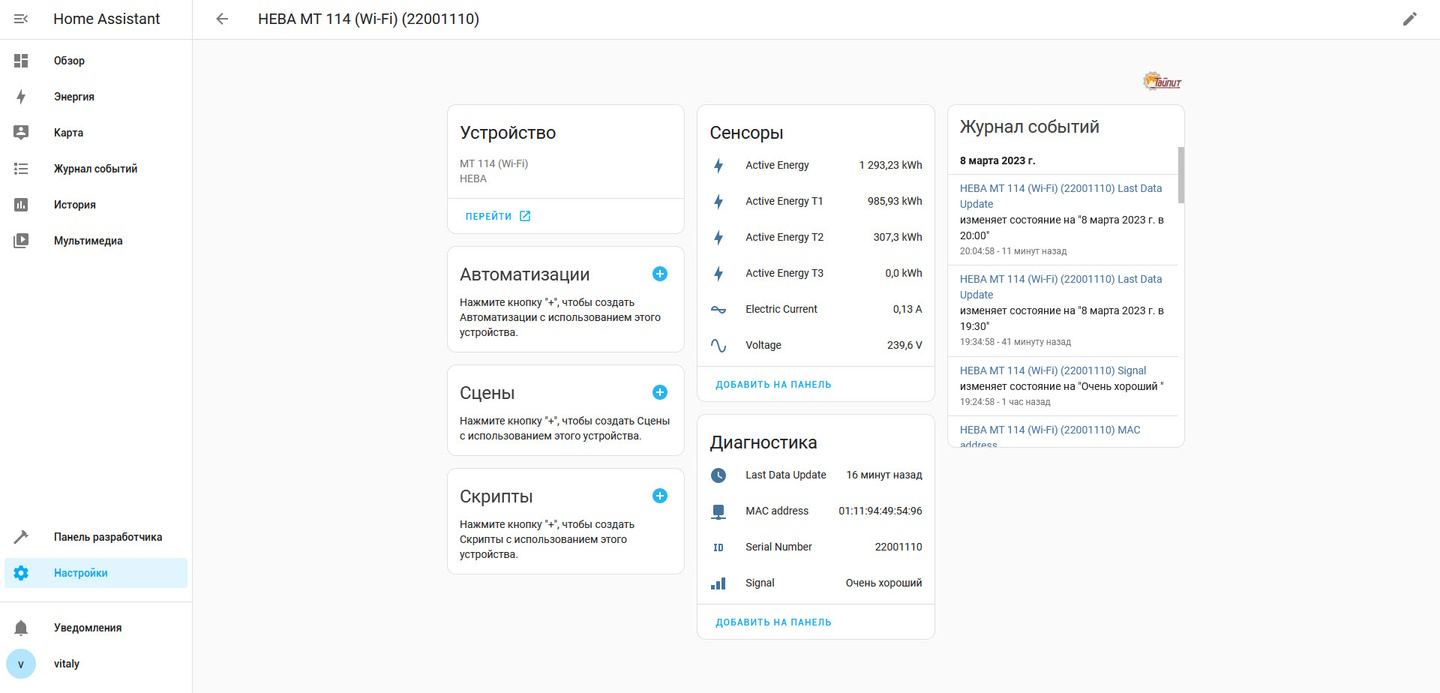 Home Assistant
НЕВА МТ 114 (Wi-Fi) (22001110)
Обзор
Энергия
Карта
Журнал событий
История
Мультимедиа
Панель разработчика
Настройки
Уведомления
v
vitaly
Тайпит
Устройство
МТ 114 (Wi-Fi)
НЕВА
ПЕРЕЙТИ
Автоматизации
Нажмите кнопку "+", чтобы создать
Автоматизации с использованием этого
устройства.
Сцены
Нажмите кнопку "+", чтобы создать Сцены
с использованием этого устройства.
Скрипты
Нажмите кнопку "+", чтобы создать
Скрипты с использованием этого
устройства.
Сенсоры
Active Energy 1 293,23 kWh
Active Energy T1 985,93 kWh
Active Energy T2 307,3 kWh
Active Energy T3 0,0 kWh
Electric Current 0,13 A
Voltage 239,6 V
ДОБАВИТЬ НА ПАНЕЛЬ
Диагностика
Last Data Update 16 минут назад
MAC address 01:11:94:49:54:96
ID Serial Number 22001110
Signal Очень хороший
ДОБАВИТЬ НА ПАНЕЛЬ
Журнал событий
8 марта 2023 г.
НЕВА МТ 114 (Wi-Fi) (22001110) Last Data
Update
изменяет состояние на "8 марта 2023 г. в
20:00"
20:04:58 - 11 минут назад
НЕВА МТ 114 (Wi-Fi) (22001110) Last Data
Update
изменяет состояние на "8 марта 2023 г. в
19:30"
19:34:58 - 41 минуту назад
НЕВА МТ 114 (Wi-Fi) (22001110) Signal
изменяет состояние на "Очень хороший "
19:24:58 - 1 час назад
НЕВА МТ 114 (Wi-Fi) (22001110) MAC
address